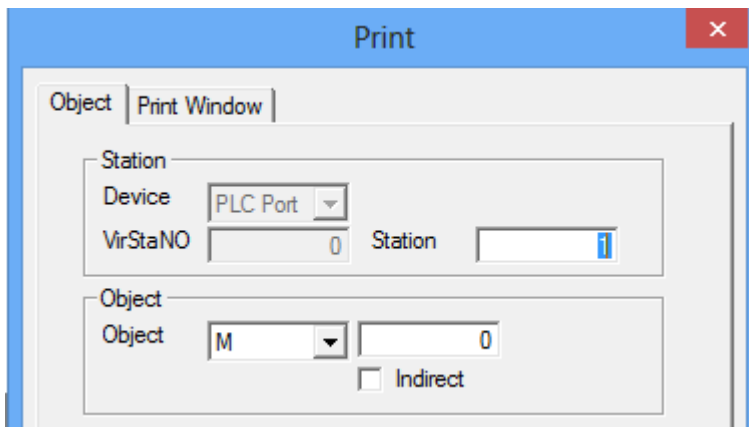 Print
Object Print Window
Station
Device PLC Port
VirStaNO 0 Station 1
Object
Object M 0
Indirect